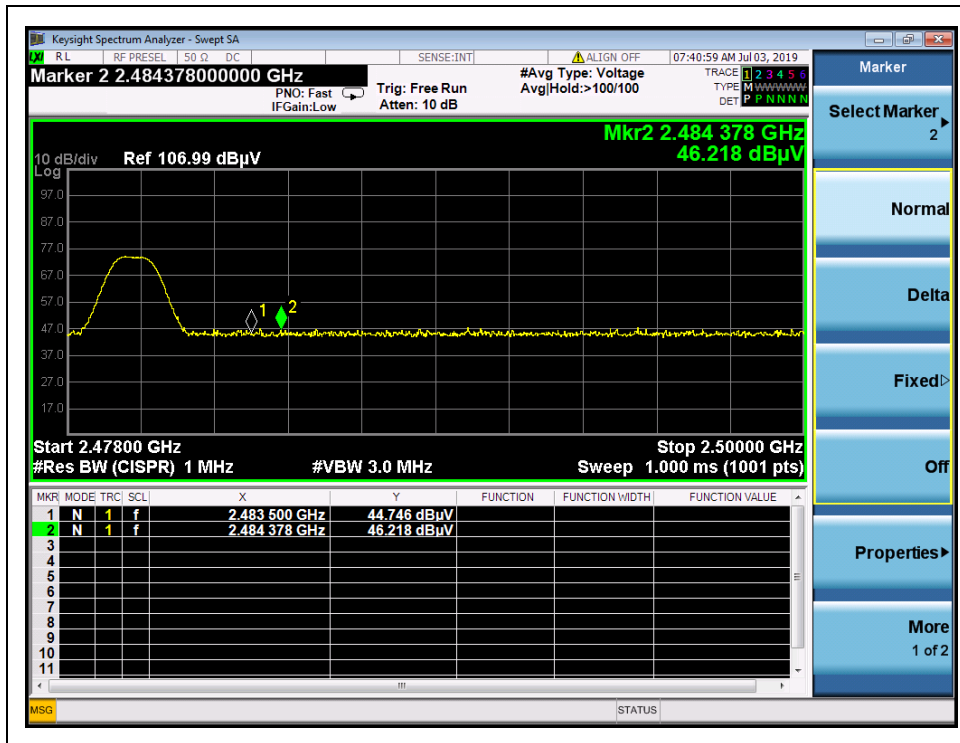 Keysight Spectrum Analyzer - Swept SA
LXI RL RF PRESEL 50 Ω DC SENSE:INT ALIGN OFF 07:40:59 AM Jul 03, 2019
Marker 2 2.484378000000 GHz
PNO: Fast
IFGain:Low
Trig: Free Run
Atten: 10 dB
#Avg Type: Voltage
Avg|Hold:>100/100
TRACE 1 2 3 4 5 6
TYPE M WWWWW
DET P P N N N N
Mkr2 2.484 378 GHz
46.218 dBµV
10 dB/div Ref 106.99 dBµV
Log
97.0
87.0
77.0
67.0
57.0
47.0
37.0
27.0
17.0
1
2
Start 2.47800 GHz Stop 2.50000 GHz
#Res BW (CISPR) 1 MHz #VBW 3.0 MHz Sweep 1.000 ms (1001 pts)
MKR MODE TRC SCL X Y FUNCTION FUNCTION WIDTH FUNCTION VALUE
1 N 1 f 2.483 500 GHz 44.746 dBµV
2 N 1 f 2.484 378 GHz 46.218 dBµV
3
4
5
6
7
8
9
10
11
MSG STATUS
Marker
Select Marker
2
Normal
Delta
Fixed
Off
Properties
More
1 of 2